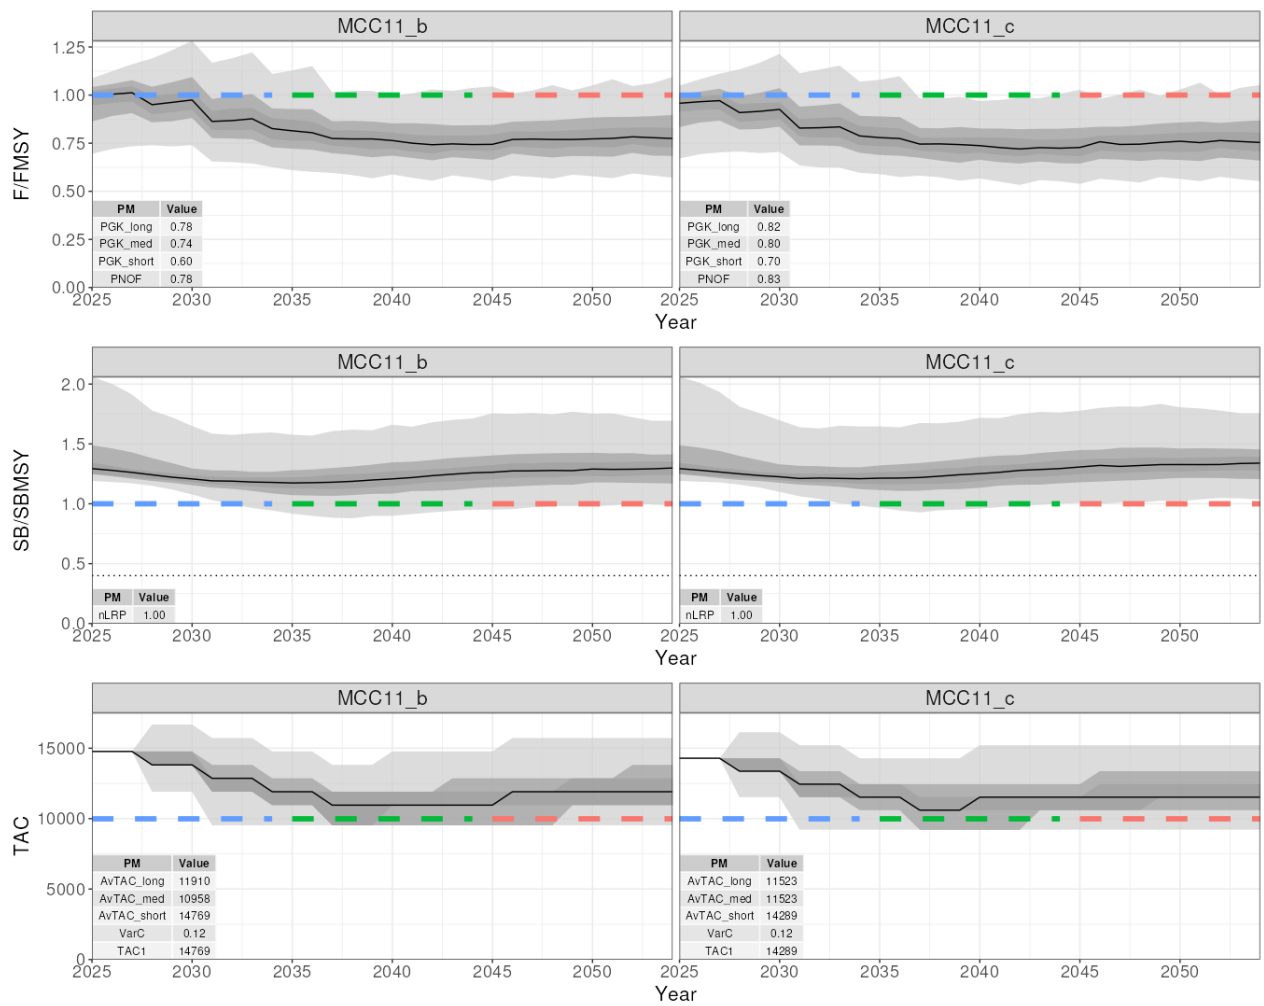 MCC11_b MCC11_c
F/FMSY
1.25
1.00
0.75
0.50
0.25
0.00
PM Value
PGK_long 0.78
PGK_med 0.74
PGK_short 0.60
PNOF 0.78
PM Value
PGK_long 0.82
PGK_med 0.80
PGK_short 0.70
PNOF 0.83
2025 2030 2035 2040 2045 2050 2025 2030 2035 2040 2045 2050
Year Year
MCC11_b MCC11_c
SB/SBMSY
2.0
1.5
1.0
0.5
0.0
PM Value
nLRP 1.00
PM Value
nLRP 1.00
2025 2030 2035 2040 2045 2050 2025 2030 2035 2040 2045 2050
Year Year
MCC11_b MCC11_c
TAC
15000
10000
5000
0
PM Value
AvTAC_long 11910
AvTAC_med 10958
AvTAC_short 14769
VarC 0.12
TAC1 14769
PM Value
AvTAC_long 11523
AvTAC_med 11523
AvTAC_short 14289
VarC 0.12
TAC1 14289
2025 2030 2035 2040 2045 2050 2025 2030 2035 2040 2045 2050
Year Year